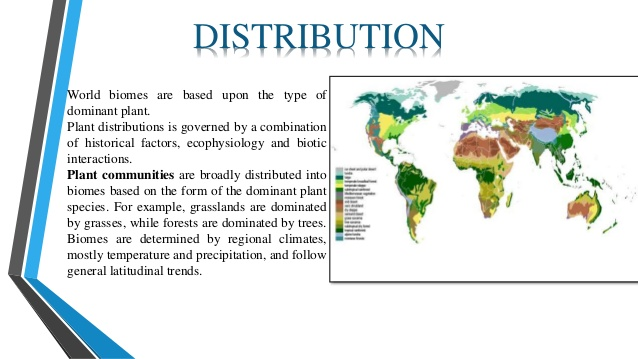 DISTRIBUTION
World biomes are based upon the type of
dominant plant.
Plant distributions is governed by a combination
of historical factors, ecophysiology and biotic
interactions.
Plant communities are broadly distributed into
biomes based on the form of the dominant plant
species. For example, grasslands are dominated
by grasses, while forests are dominated by trees.
Biomes are determined by regional climates,
mostly temperature and precipitation, and follow
general latitudinal trends.